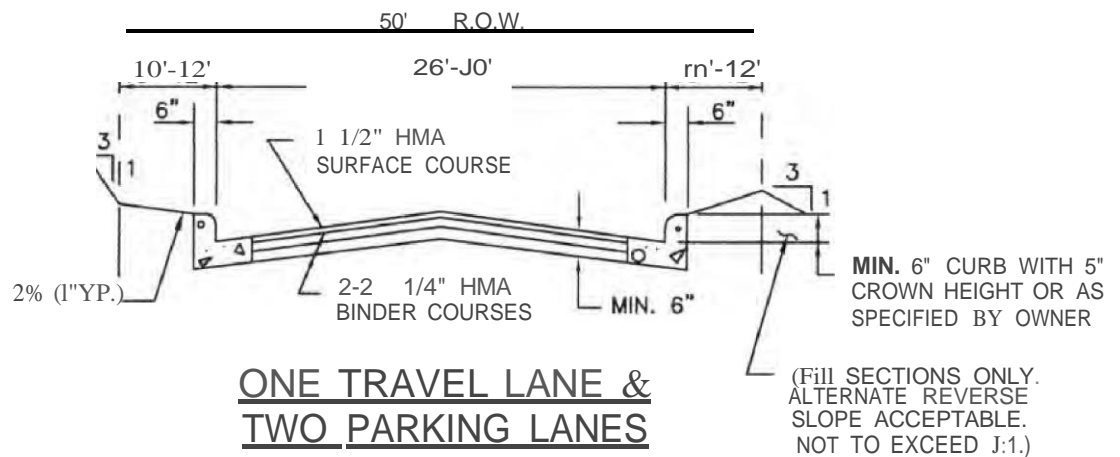 50' R.O.W.
10'-12'
26'-J0'
rn'-12'
6"
6"
1 1/2" HMA
SURFACE COURSE
3
1
3
1
2% (l"YP.)
2-2 1/4" HMA
BINDER COURSES
MIN. 6"
MIN. 6" CURB WITH 5"
CROWN HEIGHT OR AS
SPECIFIED BY OWNER
ONE TRAVEL LANE &
TWO PARKING LANES
(Fill SECTIONS ONLY.
ALTERNATE REVERSE
SLOPE ACCEPTABLE.
NOT TO EXCEED J:1.)